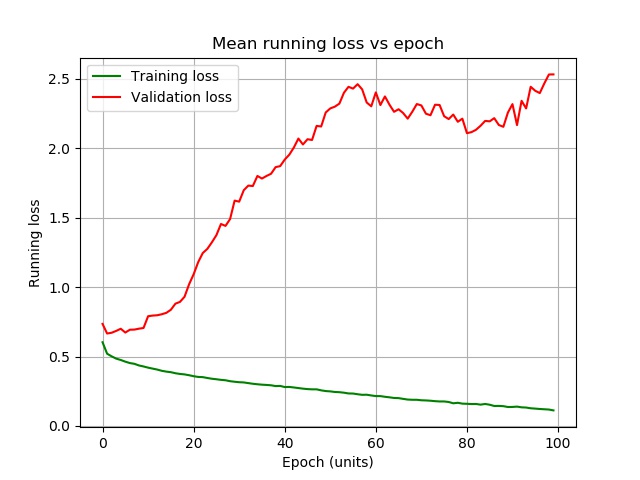 Mean running loss vs epoch
Training loss
Validation loss
2.5
2.0
1.5
1.0
0.5
0.0
Running loss
0 20 40 60 80 100
Epoch (units)